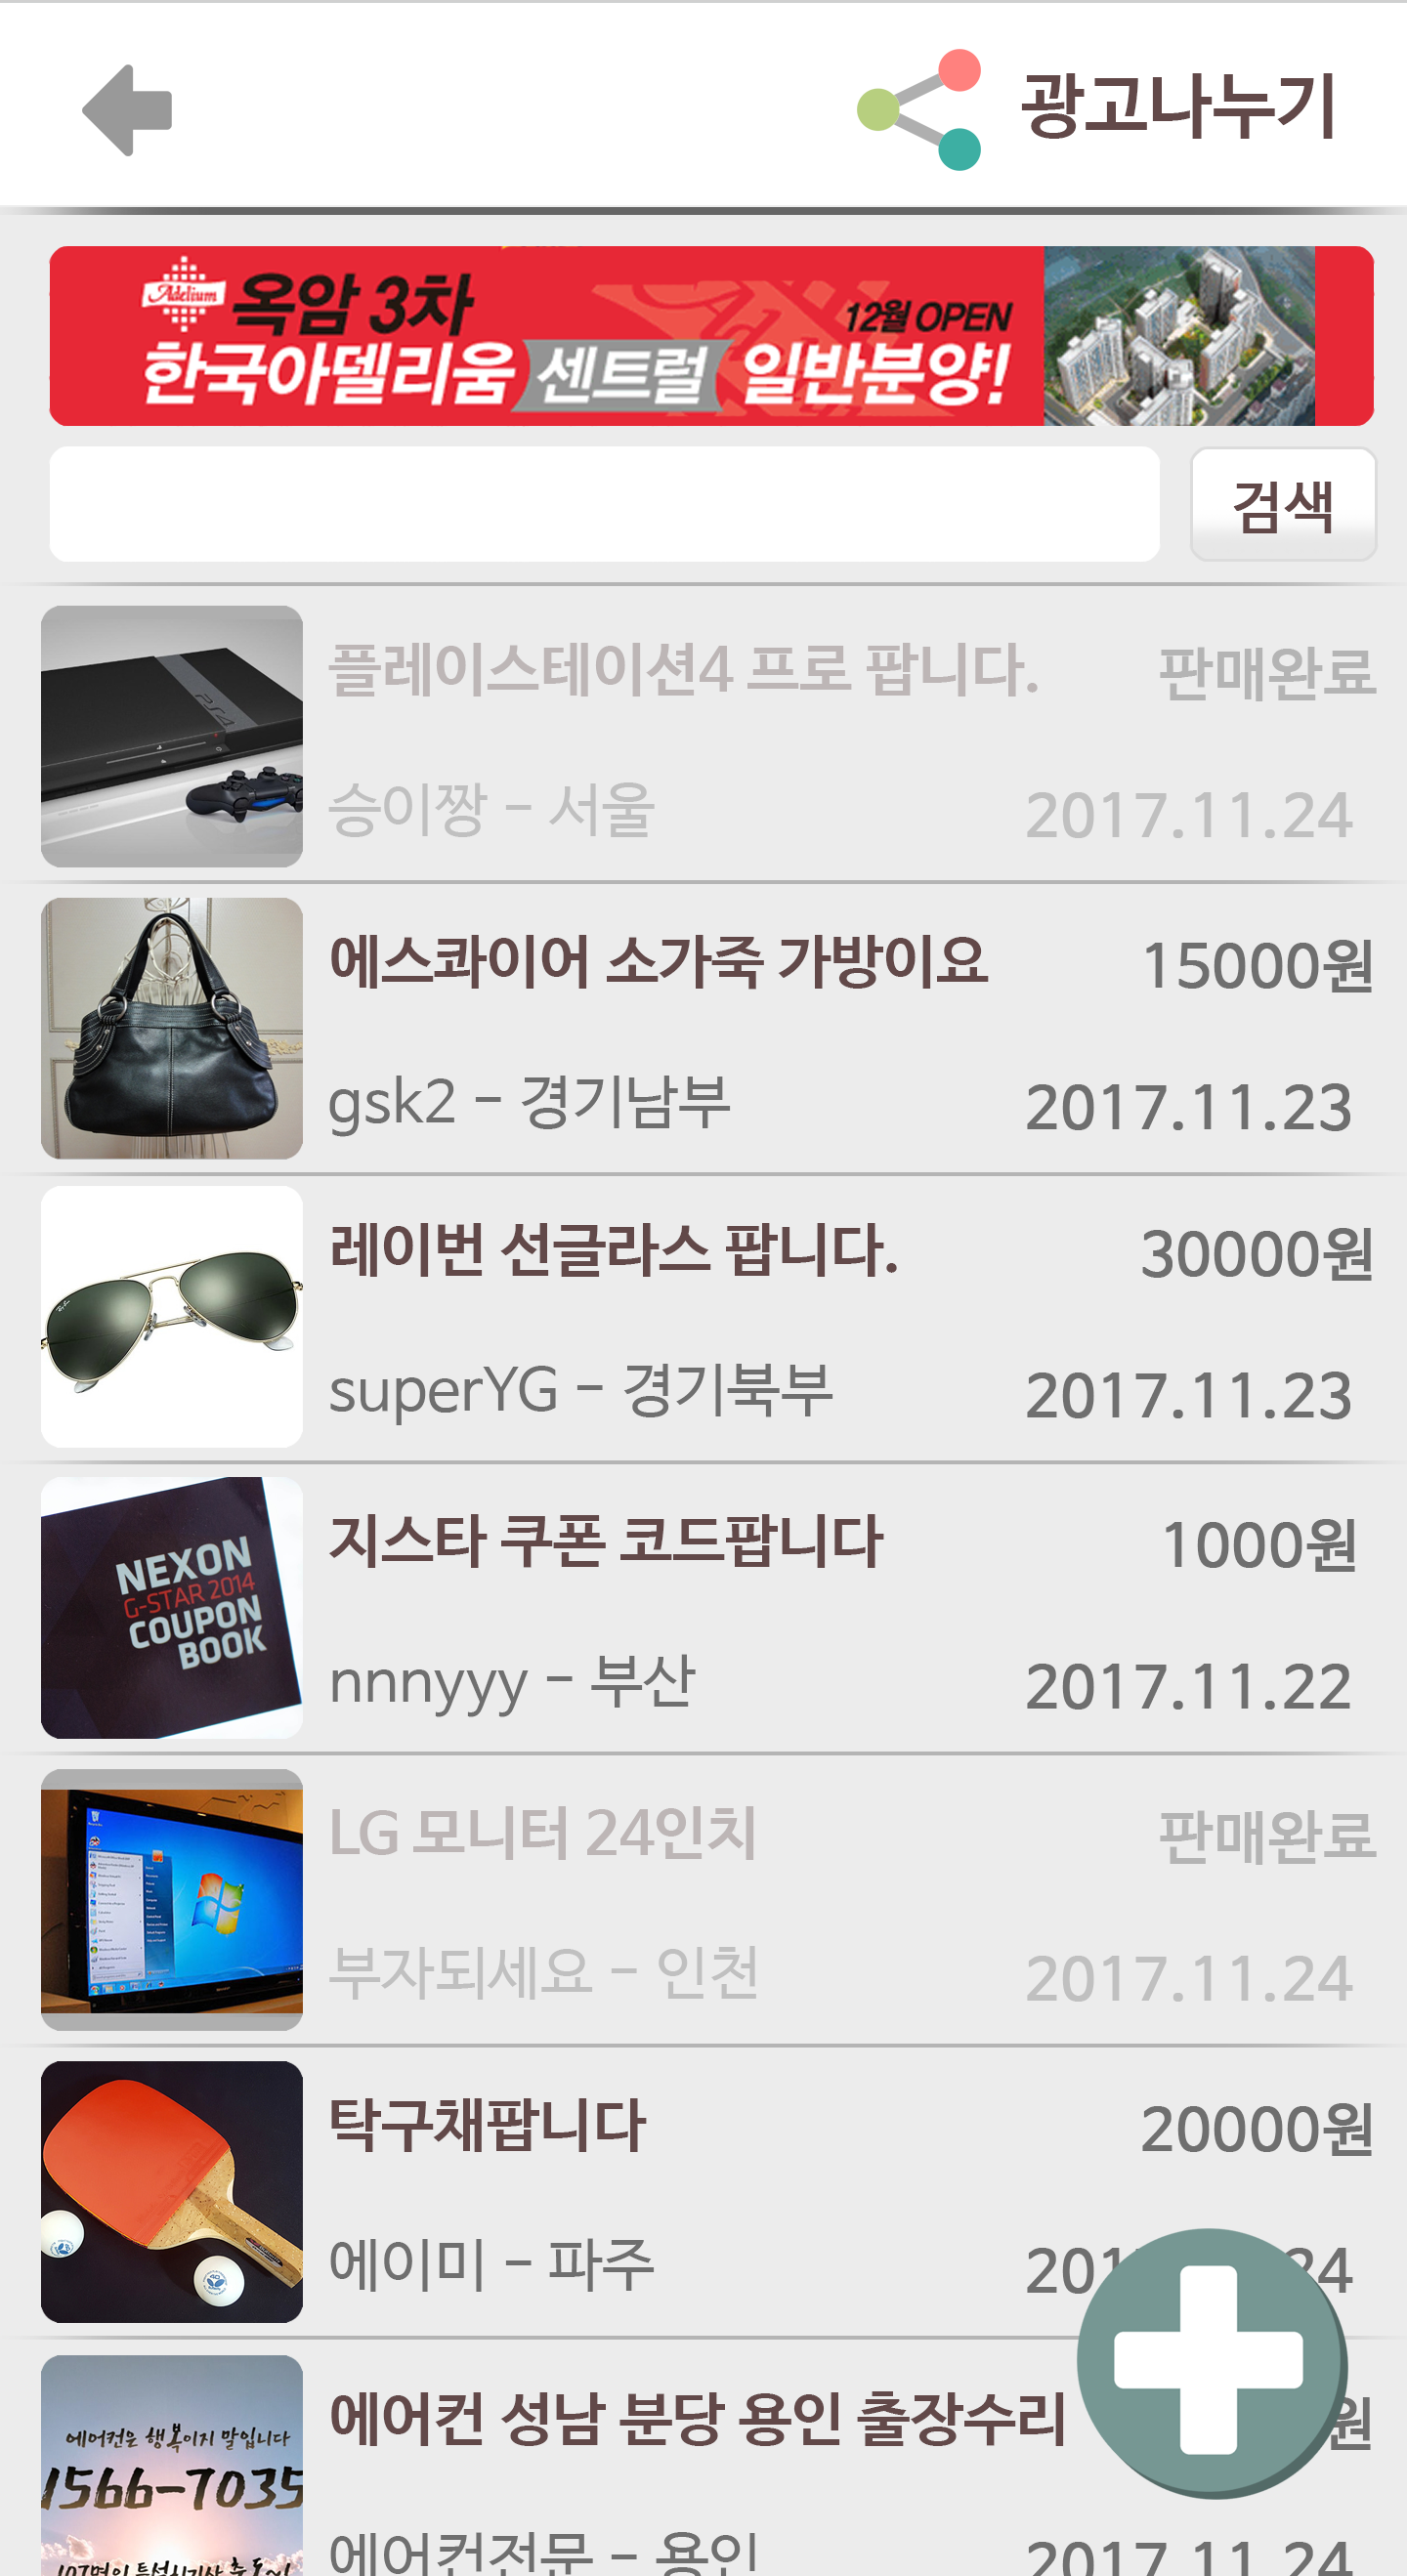 광고나누기
Adelium 옥암 3차
12월 OPEN
한국아델리움 센트럴 일반분양!
검색
PS4
플레이스테이션4 프로 팝니다. 판매완료
승이짱 - 서울 2017.11.24
에스콰이어 소가죽 가방이요 15000원
gsk2 - 경기남부 2017.11.23
레이번 선글라스 팝니다. 30000원
superYG - 경기북부 2017.11.23
NEXON
G-STAR 2014
COUPON
BOOK
지스타 쿠폰 코드팝니다 1000원
nnnyyy - 부산 2017.11.22
LG 모니터 24인치 판매완료
부자되세요 - 인천 2017.11.24
탁구채팝니다 20000원
에이미 - 파주
에어컨은 행복이지 말입니다
1566-7035
에어컨 성남 분당 용인 출장수리 원
에어컨전문 - 용인 2017.11.24